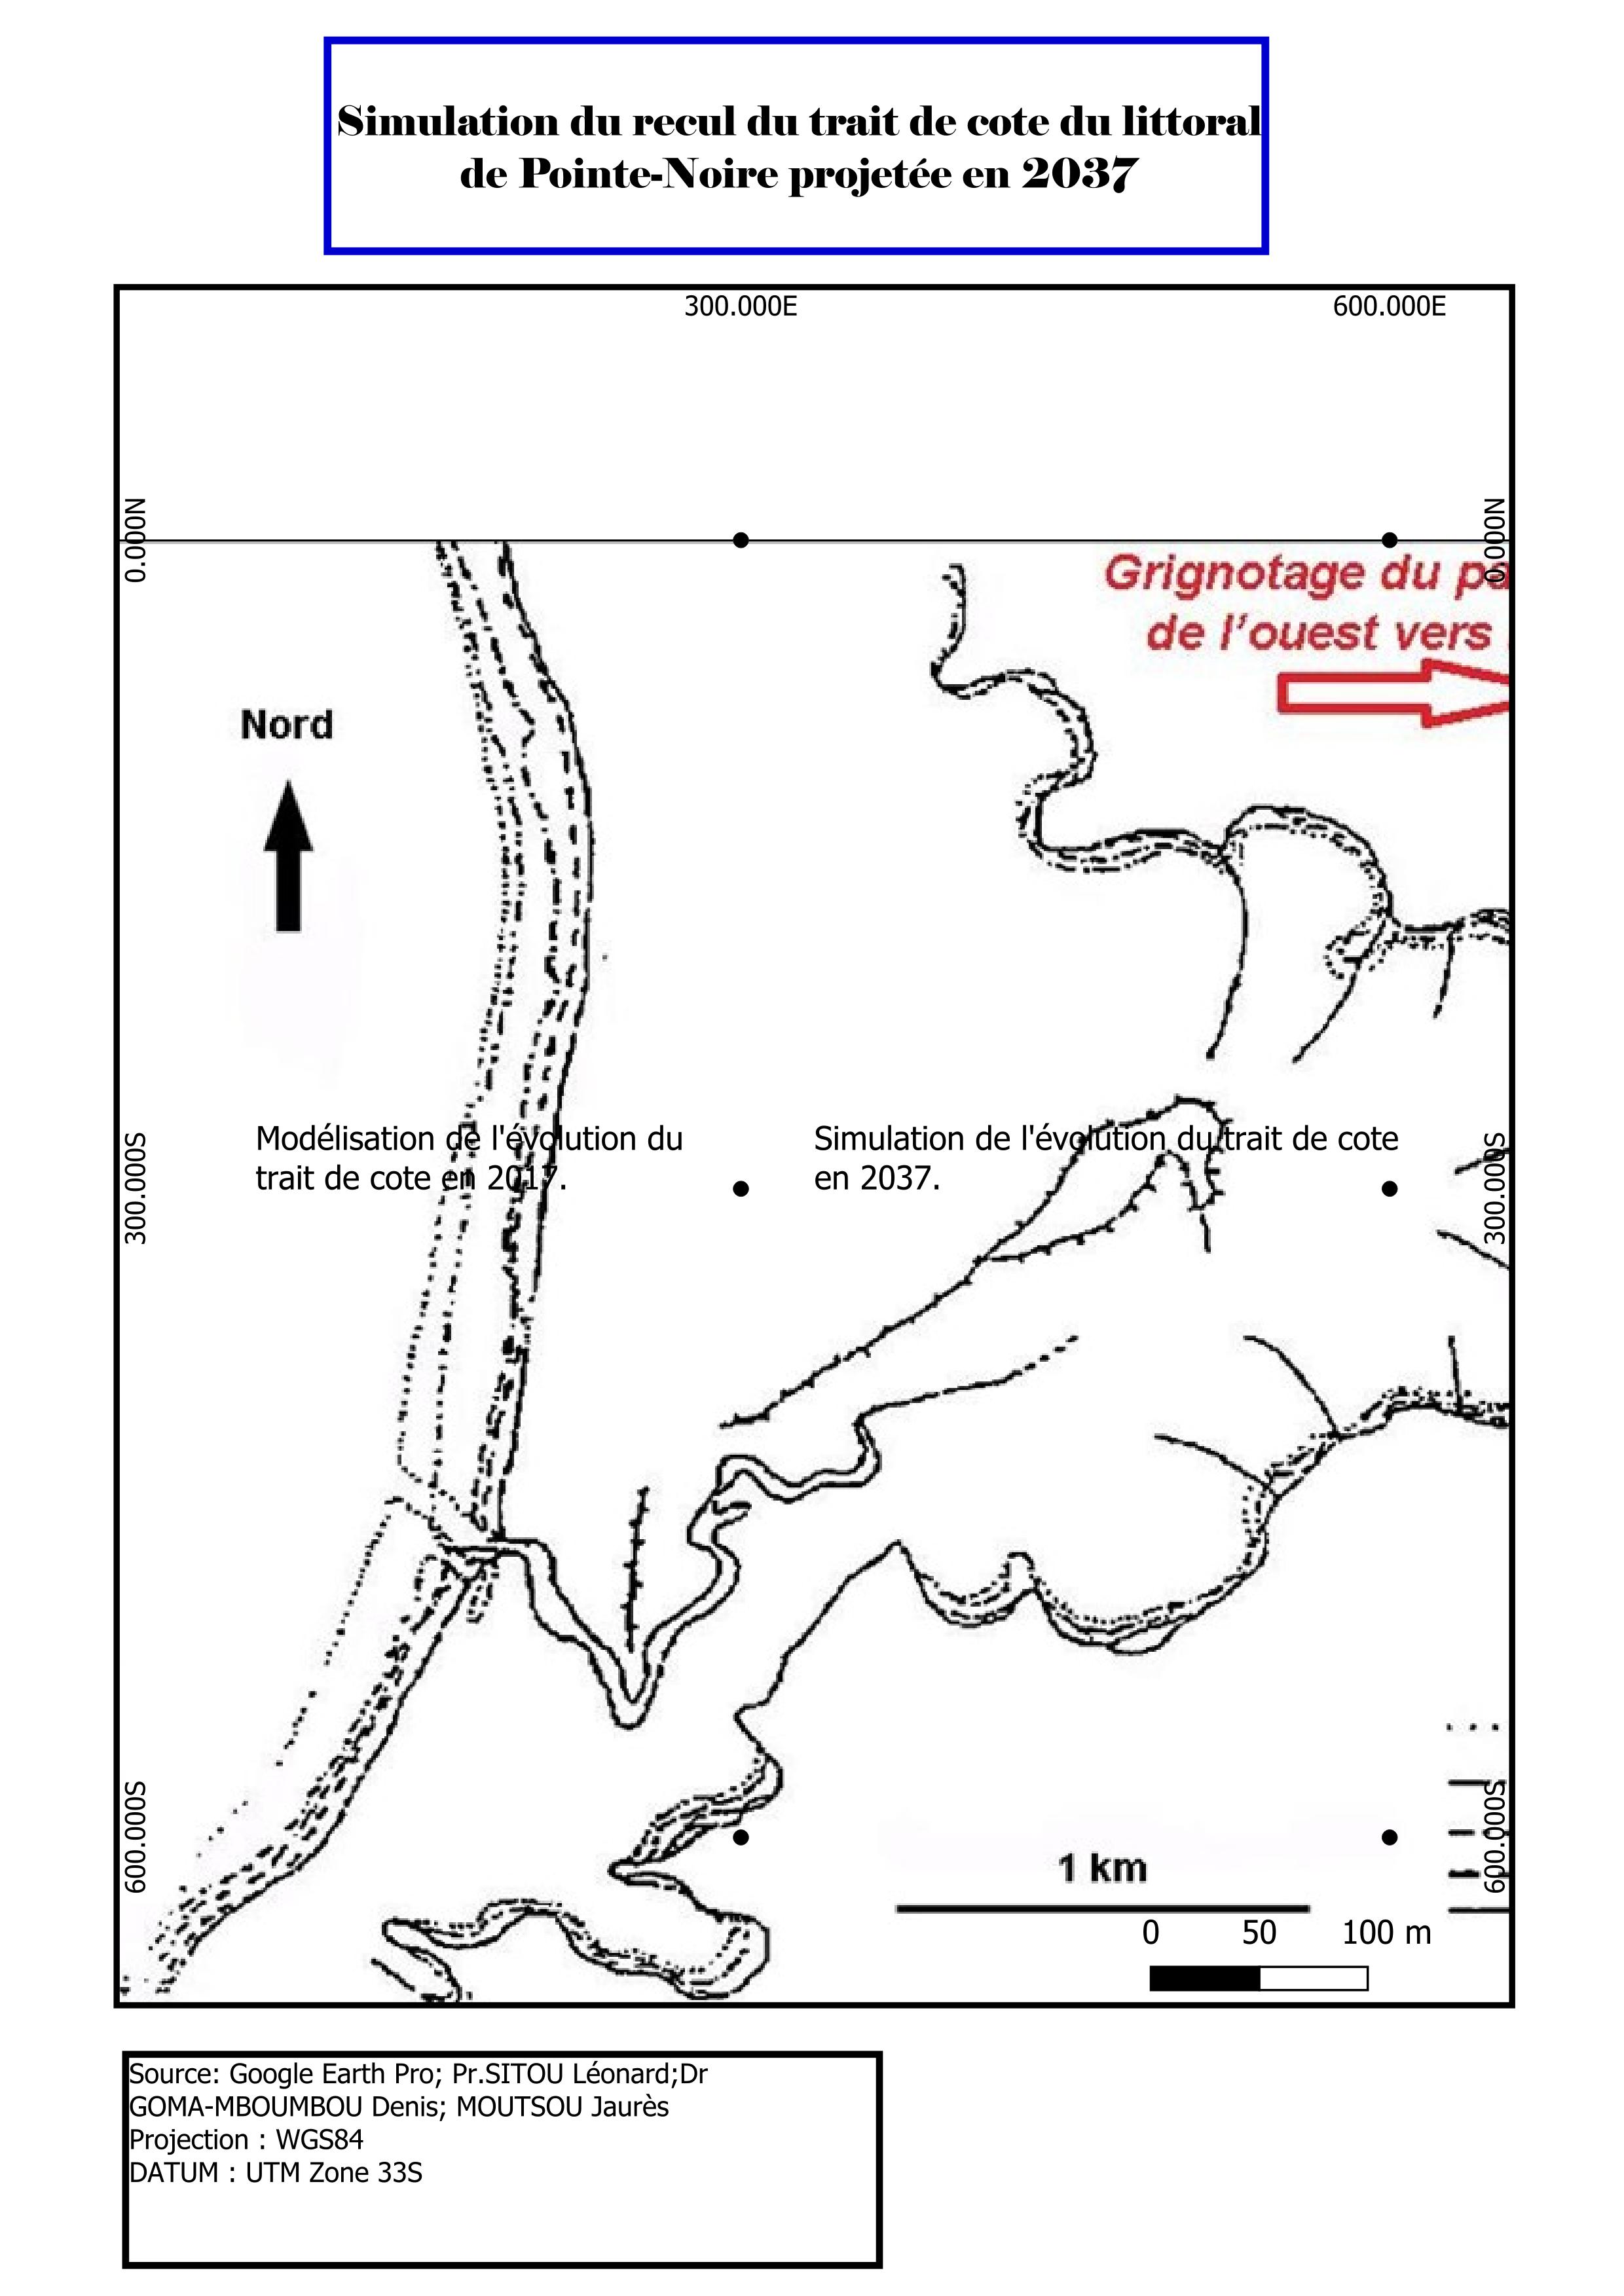 Simulation du recul du trait de cote du littoral
de Pointe-Noire projetée en 2037
300.000E
600.000E
0.000N
0.000N
Grignotage du pa
de l'ouest vers
Nord
Modélisation de l'évolution du
trait de cote en 2017.
Simulation de l'évolution du trait de cote
en 2037.
300.000S
300.000S
600.000S
600.000S
1 km
0 50 100 m
Source: Google Earth Pro; Pr.SITOU Léonard;Dr
GOMA-MBOUMBOU Denis; MOUTSOU Jaurès
Projection : WGS84
DATUM : UTM Zone 33S